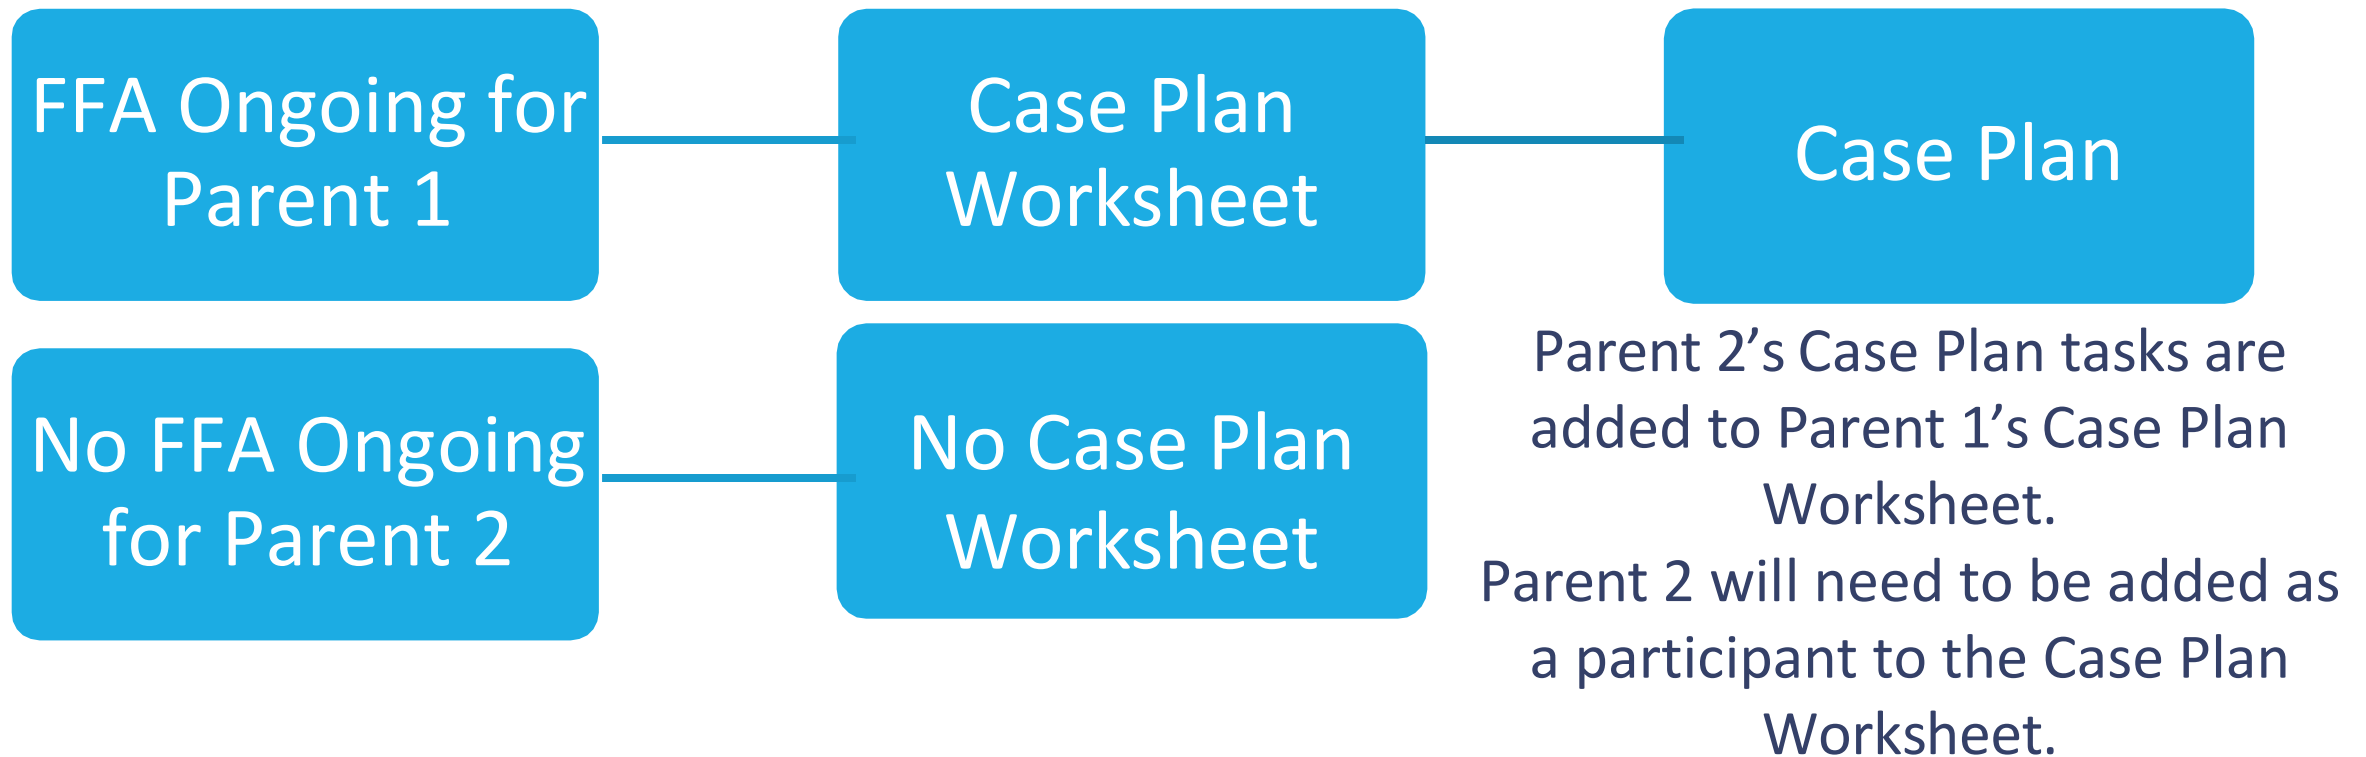 FFA Ongoing for
Parent 1
Case Plan
Worksheet
Case Plan
No FFA Ongoing
for Parent 2
No Case Plan
Worksheet
Parent 2’s Case Plan tasks are
added to Parent 1’s Case Plan
Worksheet.
Parent 2 will need to be added as
a participant to the Case Plan
Worksheet.